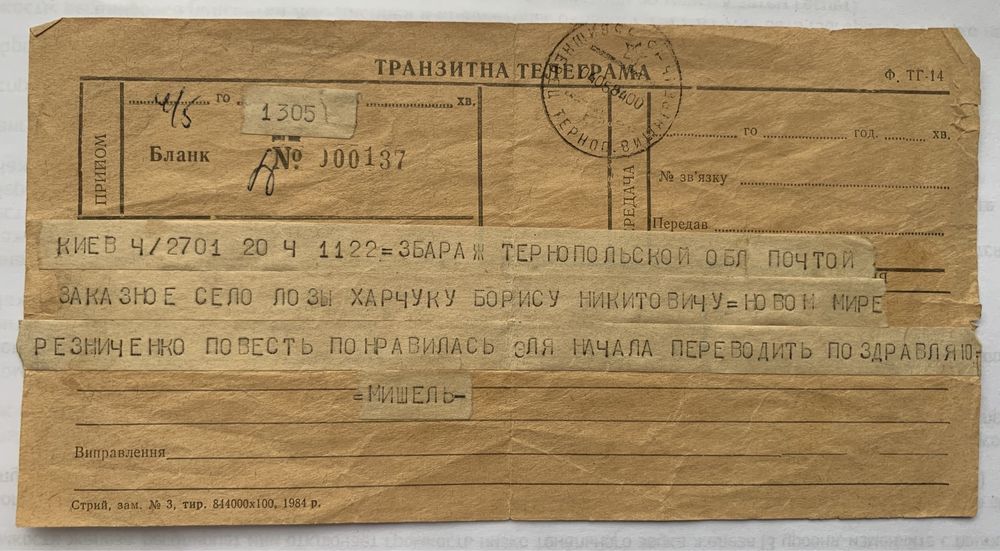 ТРАНЗИТНА ТЕЛЕГРАМА
Ф. ТГ-14
ПРИЙОМ
4/5 го 1305 хв.
Бланк № 000137
го год. хв.
№ зв'язку
Передав
КИЕВ 4/2701 20 4 1122=ЗБАРАЖ ТЕРНОПОЛЬСКОЙ ОБЛ ПОЧТОЙ
ЗАКАЗНОЕ СЕЛО ЛОЗЫ ХАРЧУКУ БОРИСУ НИКИТОВИЧУ=НОВОМ МИРЕ
РЕЗНИЧЕНКО ПОВЕСТЬ ПОНРАВИЛАСЬ ЭЛЯ НАЧАЛА ПЕРЕВОДИТЬ ПОЗДРАВЛЯЮ-
=МИШЕЛЬ-
Виправлення
Стрий, зам. № 3, тир. 844000х100, 1984 р.